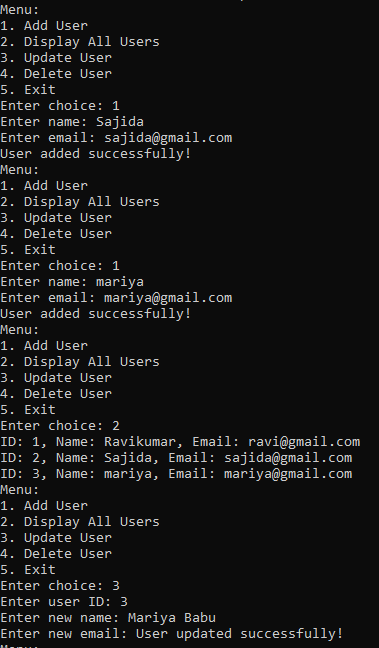 Menu:
1. Add User
2. Display All Users
3. Update User
4. Delete User
5. Exit
Enter choice: 1
Enter name: Sajida
Enter email: sajida@gmail.com
User added successfully!
Menu:
1. Add User
2. Display All Users
3. Update User
4. Delete User
5. Exit
Enter choice: 1
Enter name: mariya
Enter email: mariya@gmail.com
User added successfully!
Menu:
1. Add User
2. Display All Users
3. Update User
4. Delete User
5. Exit
Enter choice: 2
ID: 1, Name: Ravikumar, Email: ravi@gmail.com
ID: 2, Name: Sajida, Email: sajida@gmail.com
ID: 3, Name: mariya, Email: mariya@gmail.com
Menu:
1. Add User
2. Display All Users
3. Update User
4. Delete User
5. Exit
Enter choice: 3
Enter user ID: 3
Enter new name: Mariya Babu
Enter new email: User updated successfully!
Menu: